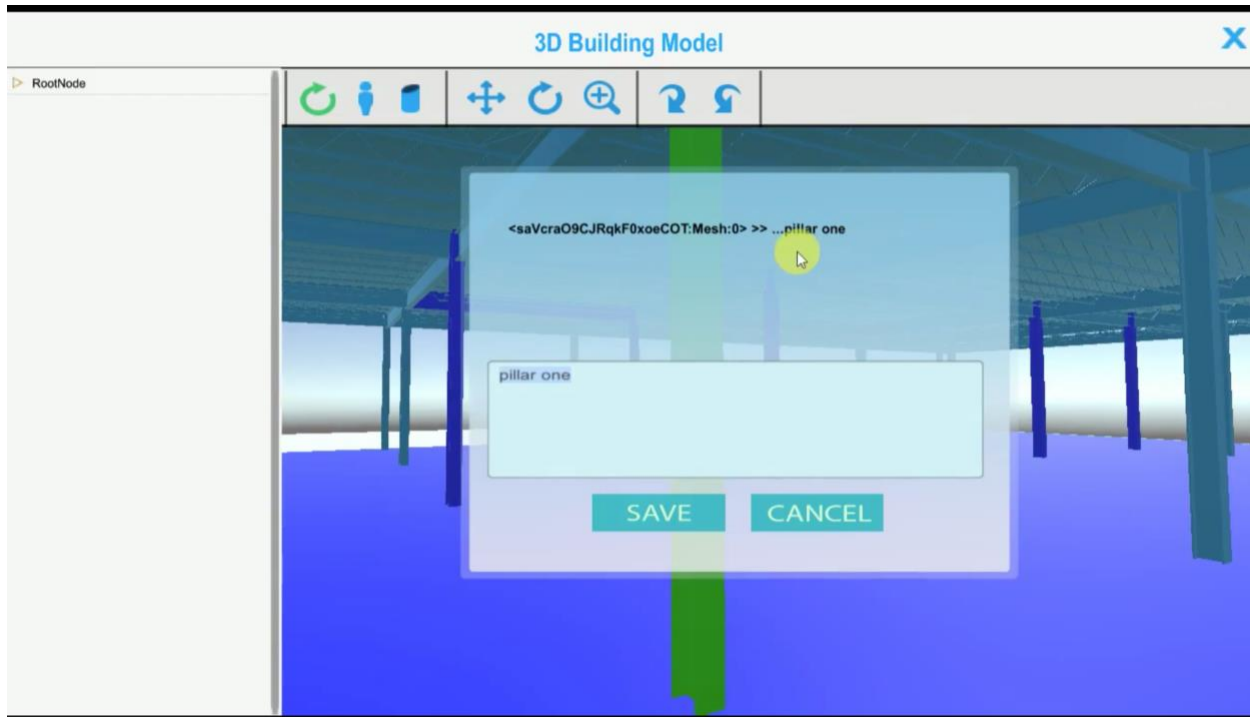 3D Building Model
X
RootNode
<saVcraO9CJRqkF0xoeCOT:Mesh:0> >> ...pillar one
pillar one
SAVE
CANCEL